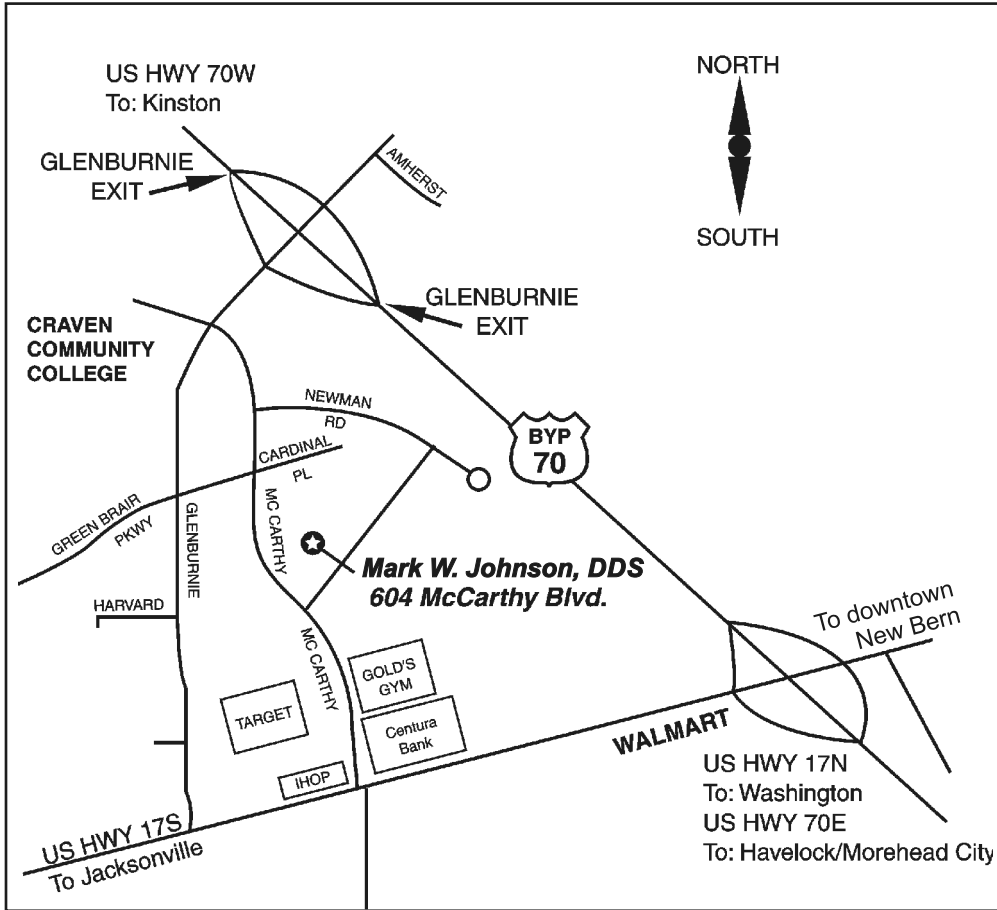 NORTH
SOUTH
US HWY 70W
To: Kinston
GLENBURNIE
EXIT
AMHERST
GLENBURNIE
EXIT
CRAVEN
COMMUNITY
COLLEGE
NEWMAN
RD
BYP
70
CARDINAL
PL
GREEN BRAIR
PKWY
GLENBURNIE
MC CARTHY
Mark W. Johnson, DDS
604 McCarthy Blvd.
HARVARD
MC CARTHY
To downtown
New Bern
GOLD'S
GYM
TARGET
Centura
Bank
IHOP
WALMART
US HWY 17N
To: Washington
US HWY 70E
To: Havelock/Morehead City
US HWY 17S
To Jacksonville